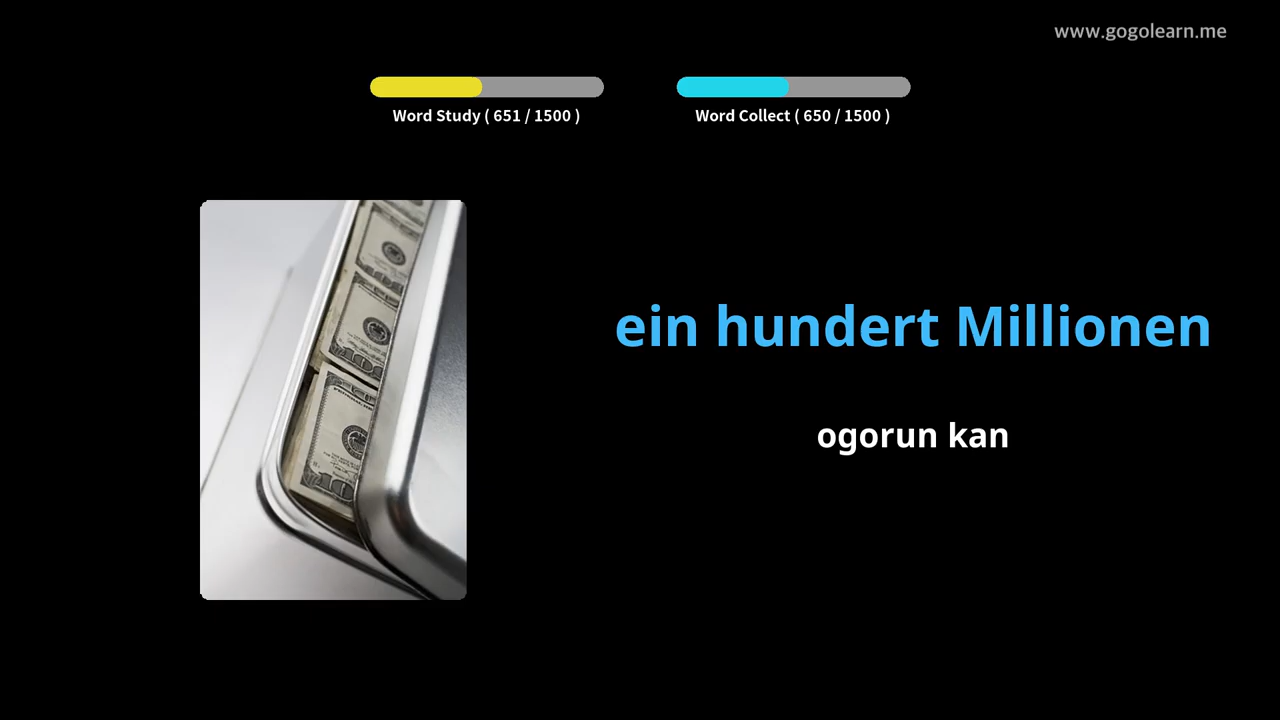 www.gogolearn.me
Word Study ( 651 / 1500 )
Word Collect ( 650 / 1500 )
ein hundert Millionen
ogorun kan